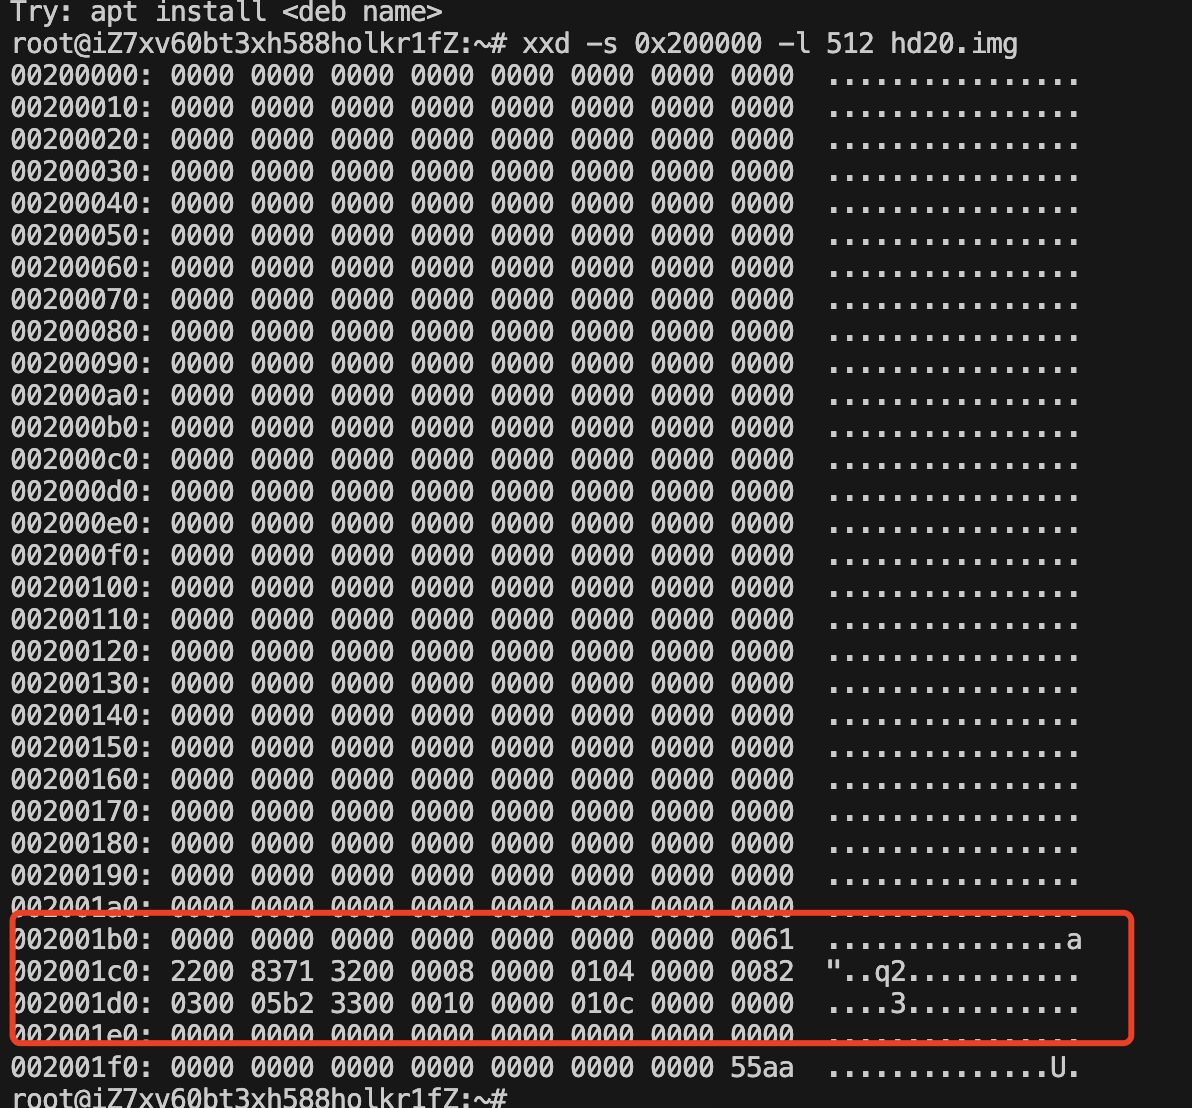 Try: apt install <deb name>
root@iZ7xv60bt3xh588holkr1fZ:~# xxd -s 0x200000 -l 512 hd20.img
00200000: 0000 0000 0000 0000 0000 0000 0000 0000  ................
00200010: 0000 0000 0000 0000 0000 0000 0000 0000  ................
00200020: 0000 0000 0000 0000 0000 0000 0000 0000  ................
00200030: 0000 0000 0000 0000 0000 0000 0000 0000  ................
00200040: 0000 0000 0000 0000 0000 0000 0000 0000  ................
00200050: 0000 0000 0000 0000 0000 0000 0000 0000  ................
00200060: 0000 0000 0000 0000 0000 0000 0000 0000  ................
00200070: 0000 0000 0000 0000 0000 0000 0000 0000  ................
00200080: 0000 0000 0000 0000 0000 0000 0000 0000  ................
00200090: 0000 0000 0000 0000 0000 0000 0000 0000  ................
002000a0: 0000 0000 0000 0000 0000 0000 0000 0000  ................
002000b0: 0000 0000 0000 0000 0000 0000 0000 0000  ................
002000c0: 0000 0000 0000 0000 0000 0000 0000 0000  ................
002000d0: 0000 0000 0000 0000 0000 0000 0000 0000  ................
002000e0: 0000 0000 0000 0000 0000 0000 0000 0000  ................
002000f0: 0000 0000 0000 0000 0000 0000 0000 0000  ................
00200100: 0000 0000 0000 0000 0000 0000 0000 0000  ................
00200110: 0000 0000 0000 0000 0000 0000 0000 0000  ................
00200120: 0000 0000 0000 0000 0000 0000 0000 0000  ................
00200130: 0000 0000 0000 0000 0000 0000 0000 0000  ................
00200140: 0000 0000 0000 0000 0000 0000 0000 0000  ................
00200150: 0000 0000 0000 0000 0000 0000 0000 0000  ................
00200160: 0000 0000 0000 0000 0000 0000 0000 0000  ................
00200170: 0000 0000 0000 0000 0000 0000 0000 0000  ................
00200180: 0000 0000 0000 0000 0000 0000 0000 0000  ................
00200190: 0000 0000 0000 0000 0000 0000 0000 0000  ................
002001a0: 0000 0000 0000 0000 0000 0000 0000 0000  ................
002001b0: 0000 0000 0000 0000 0000 0000 0000 0061  ...............a
002001c0: 2200 8371 3200 0008 0000 0104 0000 0082  "..q2...........
002001d0: 0300 05b2 3300 0010 0000 010c 0000 0000  ....3...........
002001e0: 0000 0000 0000 0000 0000 0000 0000 0000  ................
002001f0: 0000 0000 0000 0000 0000 0000 0000 55aa  ..............U.
root@iZ7xv60bt3xh588holkr1fZ:~#